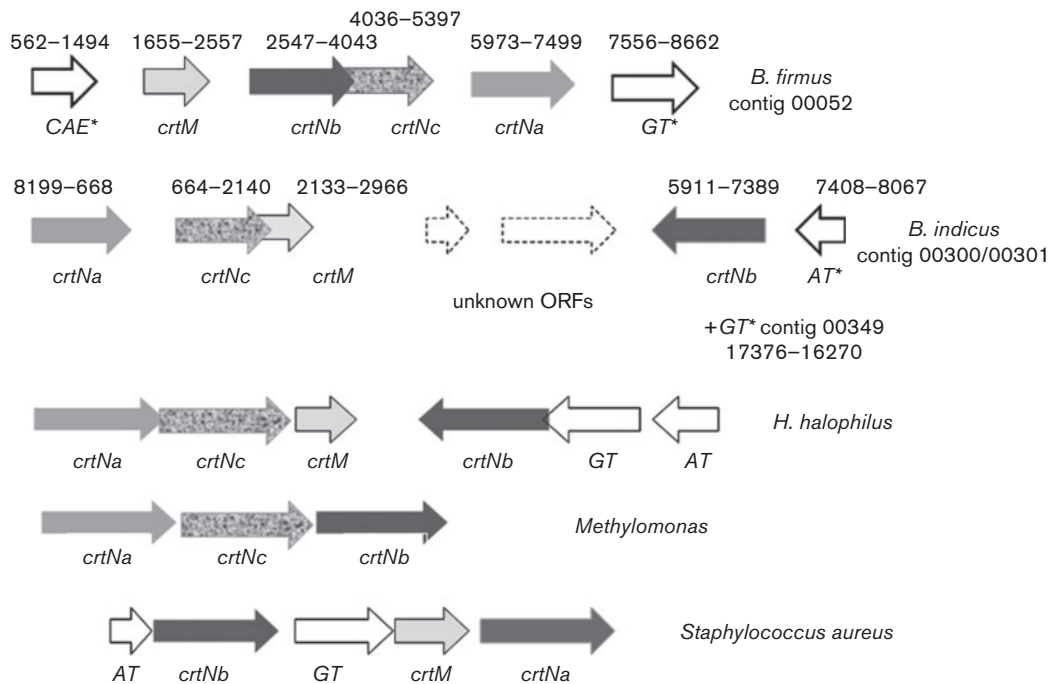 4036–5397
562–1494 1655–2557 2547–4043 5973–7499 7556–8662
B. firmus
contig 00052
CAE* crtM crtNb crtNc crtNa GT*
8199–668 664–2140 2133–2966 5911–7389 7408–8067
B. indicus
contig 00300/00301
crtNa crtNc crtM crtNb AT*
unknown ORFs
+GT* contig 00349
17376–16270
H. halophilus
crtNa crtNc crtM crtNb GT AT
Methylomonas
crtNa crtNc crtNb
Staphylococcus aureus
AT crtNb GT crtM crtNa